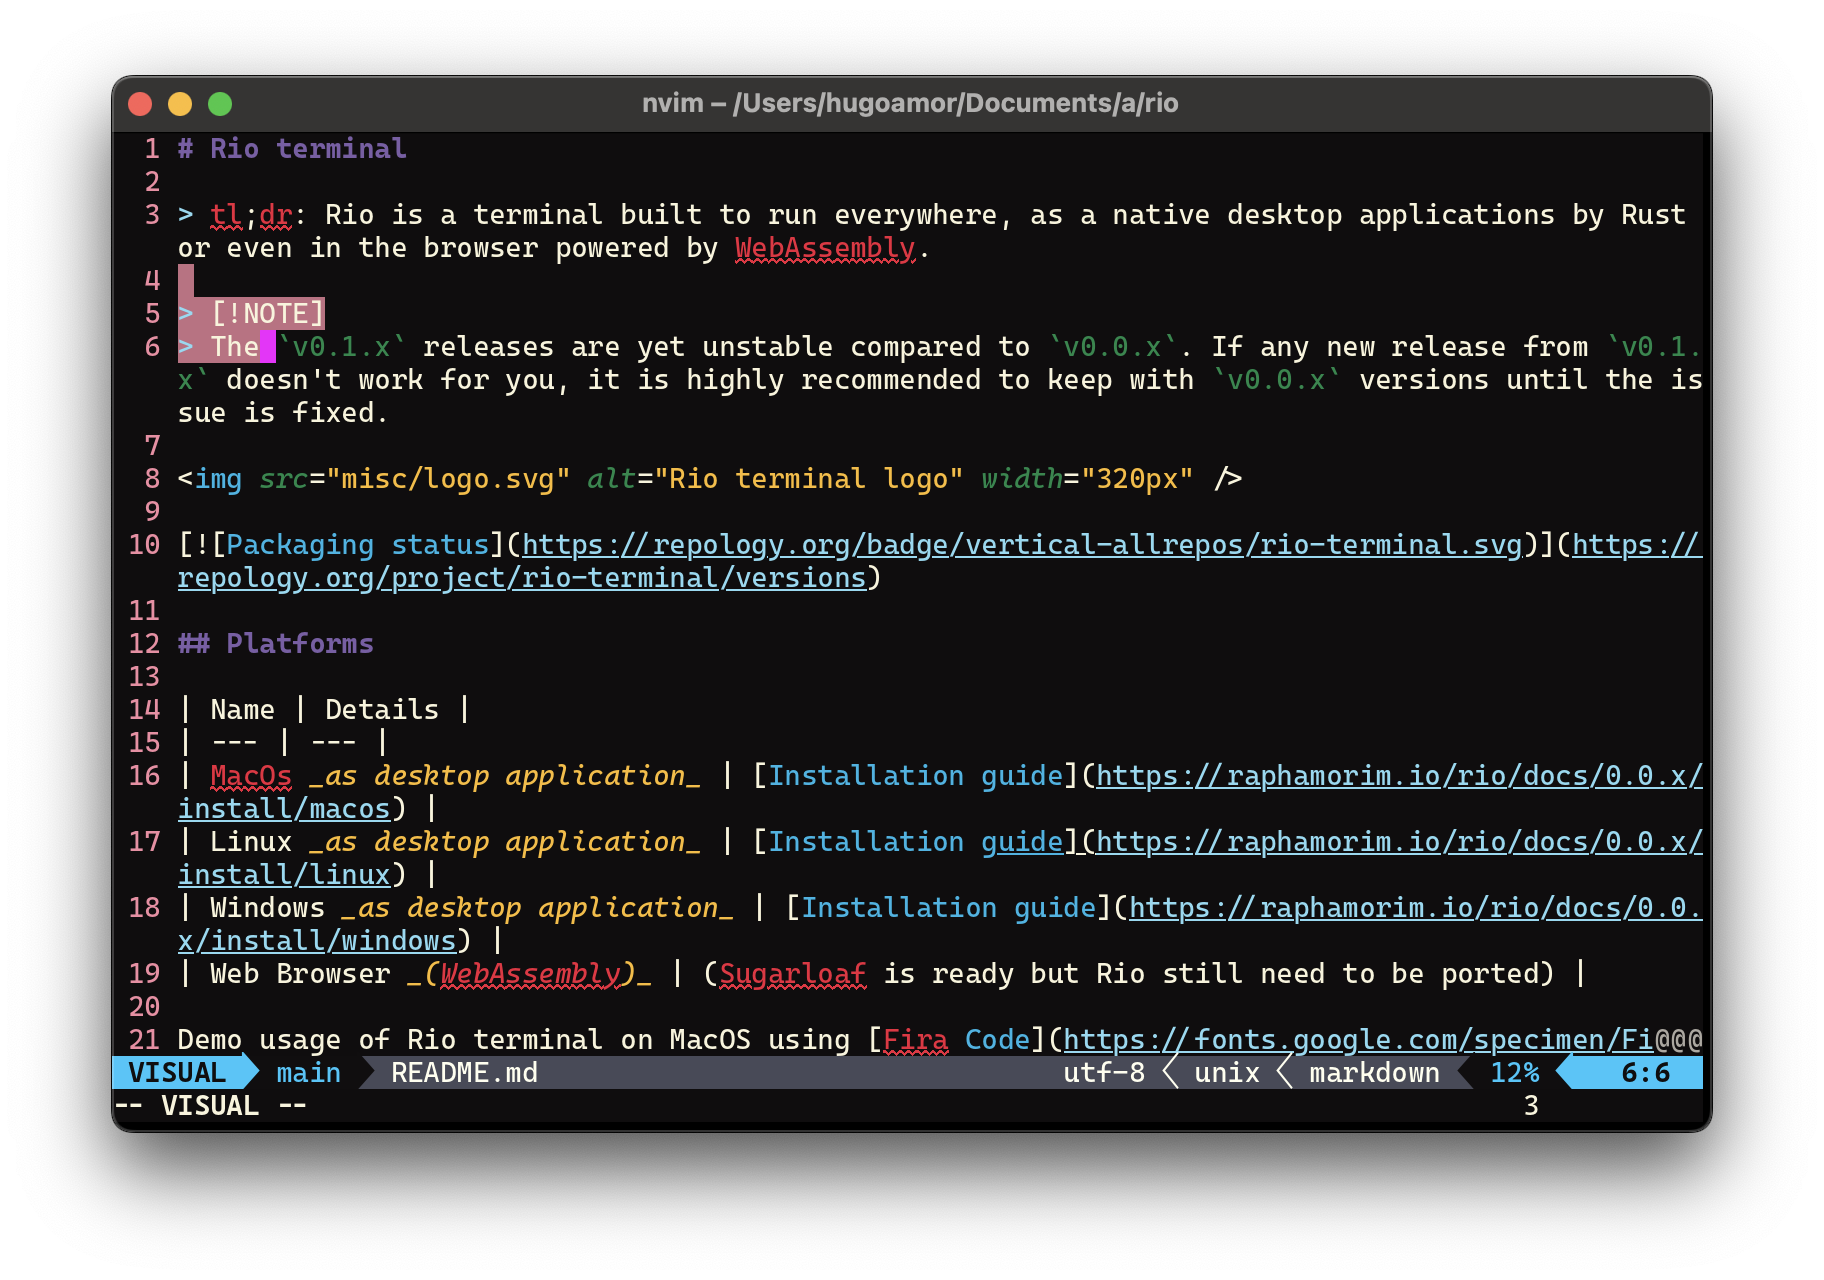 nvim – /Users/hugoamor/Documents/a/rio
1 # Rio terminal
2
3 > tl;dr: Rio is a terminal built to run everywhere, as a native desktop applications by Rust
or even in the browser powered by WebAssembly.
4
5 > [!NOTE]
6 > The `v0.1.x` releases are yet unstable compared to `v0.0.x`. If any new release from `v0.1.
x` doesn't work for you, it is highly recommended to keep with `v0.0.x` versions until the is
sue is fixed.
7
8 <img src="misc/logo.svg" alt="Rio terminal logo" width="320px" />
9
10 [![Packaging status](https://repology.org/badge/vertical-allrepos/rio-terminal.svg)](https://
repology.org/project/rio-terminal/versions)
11
12 ## Platforms
13
14 | Name | Details |
15 | --- | --- |
16 | MacOs _as desktop application_ | [Installation guide](https://raphamorim.io/rio/docs/0.0.x/
install/macos) |
17 | Linux _as desktop application_ | [Installation guide](https://raphamorim.io/rio/docs/0.0.x/
install/linux) |
18 | Windows _as desktop application_ | [Installation guide](https://raphamorim.io/rio/docs/0.0.
x/install/windows) |
19 | Web Browser _(WebAssembly)_ | (Sugarloaf is ready but Rio still need to be ported) |
20
21 Demo usage of Rio terminal on MacOS using [Fira Code](https://fonts.google.com/specimen/Fi@@@
VISUAL main README.md utf-8 unix markdown 12% 6:6
-- VISUAL -- 3